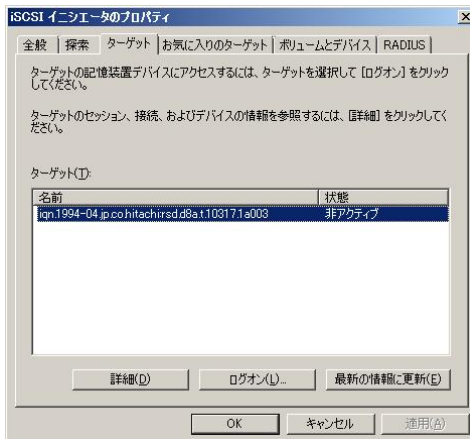 iSCSI イニシエータのプロパティ
全般 探索 ターゲット お気に入りのターゲット ボリュームとデバイス RADIUS
ターゲットの記憶装置デバイスにアクセスするには、ターゲットを選択して [ログオン] をクリック
してください。
ターゲットのセッション、接続、およびデバイスの情報を参照するには、[詳細] をクリックしてく
ださい。
ターゲット(T):
名前 状態
iqn.1994-04.jp.co.hitachi:rsd.d8a.t.10317.1a003 非アクティブ
詳細(D) ログオン(L)... 最新の情報に更新(E)
OK キャンセル 適用(A)